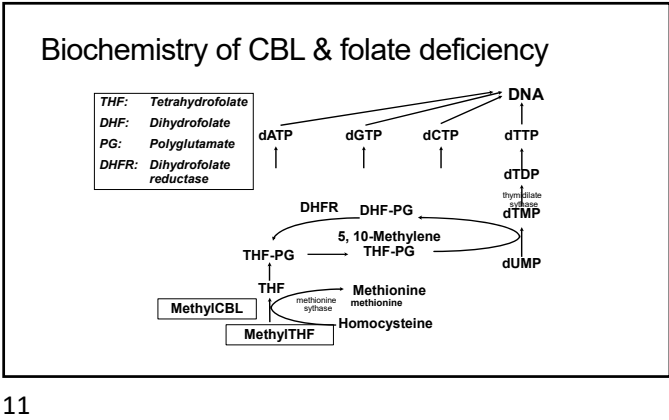 Biochemistry of CBL & folate deficiency
THF: Tetrahydrofolate
DHF: Dihydrofolate
PG: Polyglutamate
DHFR: Dihydrofolate
reductase
DNA
dATP
dGTP
dCTP
dTTP
dTDP
thymidilate
sythase
dTMP
DHFR
DHF-PG
5, 10-Methylene
THF-PG
THF-PG
dUMP
THF
Methionine
methionine
methionine
sythase
MethylCBL
Homocysteine
MethylTHF
11